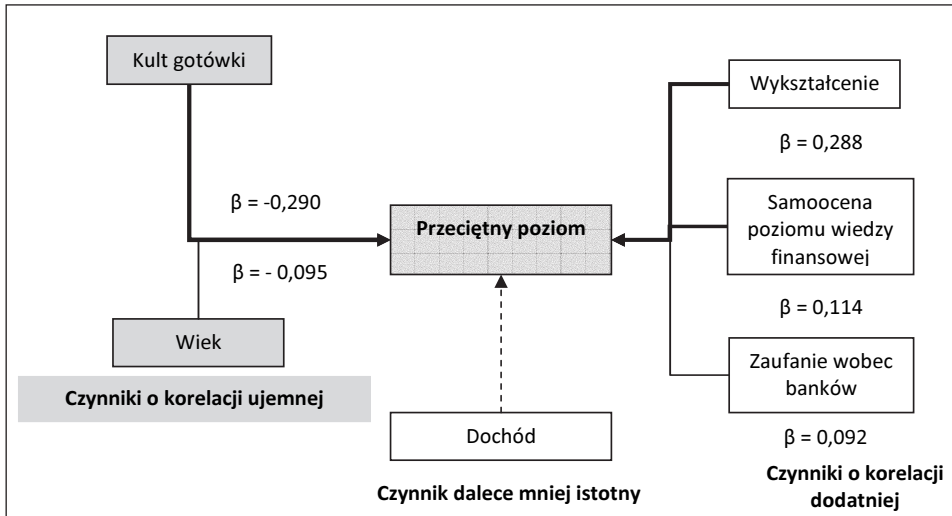 Kult gotówki
β = -0,290
β = - 0,095
Wiek
Czynniki o korelacji ujemnej
Przeciętny poziom
Dochód
Czynnik dalece mniej istotny
Wykształcenie
β = 0,288
Samoocena
poziomu wiedzy
finansowej
β = 0,114
Zaufanie wobec
banków
β = 0,092
Czynniki o korelacji
dodatniej